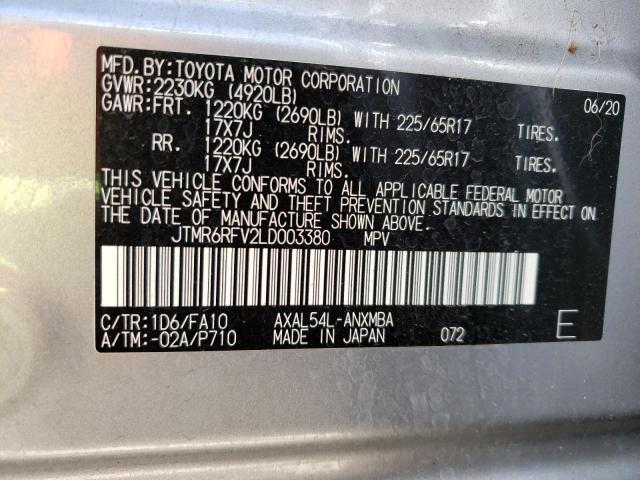 MFD.BY:TOYOTA MOTOR CORPORATION 06/20
GVWR:2230KG (4920LB)
GAWR:FRT. 1220KG (2690LB) WITH 225/65R17 TIRES.
17X7J RIMS.
RR. 1220KG (2690LB) WITH 225/65R17 TIRES.
17X7J RIMS.
THIS VEHICLE CONFORMS TO ALL APPLICABLE FEDERAL MOTOR
VEHICLE SAFETY AND THEFT PREVENTION STANDARDS IN EFFECT ON
THE DATE OF MANUFACTURE SHOWN ABOVE.
JTMR6RFV2LD003380 MPV
C/TR:1D6/FA10 AXAL54L-ANXMBA E
A/TM:-02A/P710 MADE IN JAPAN 072